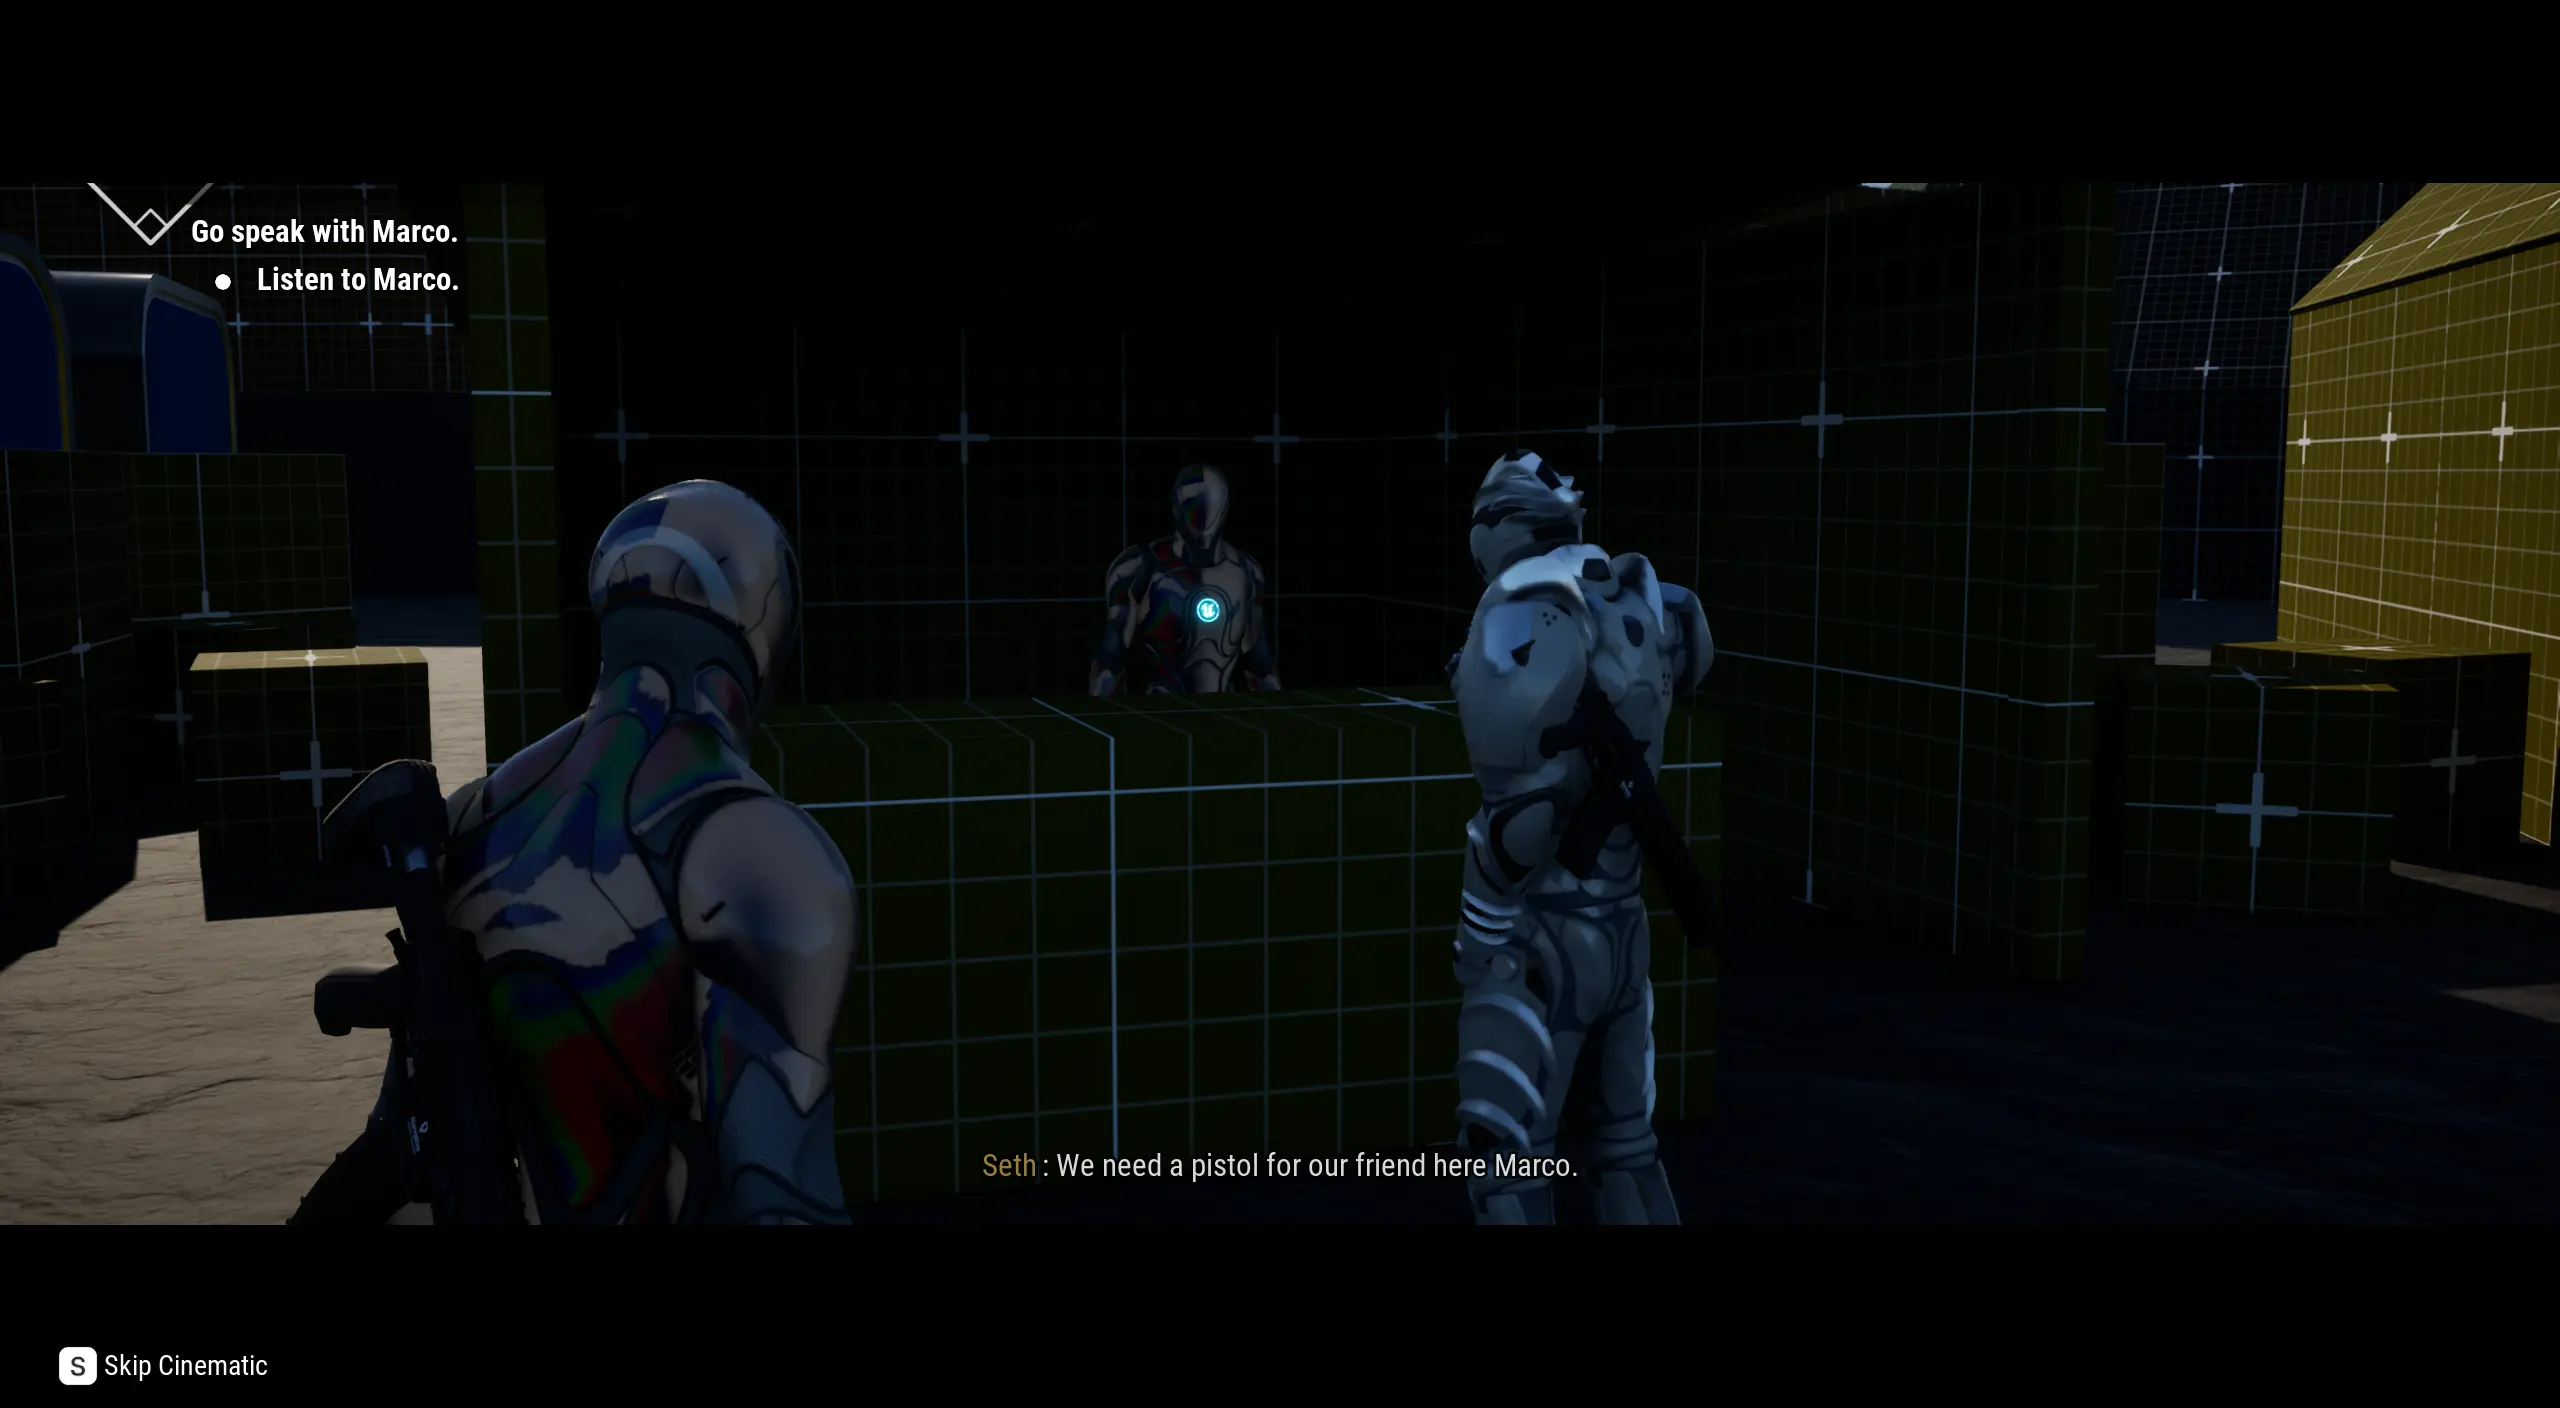 Go speak with Marco.
Listen to Marco.
Seth : We need a pistol for our friend here Marco.
S Skip Cinematic